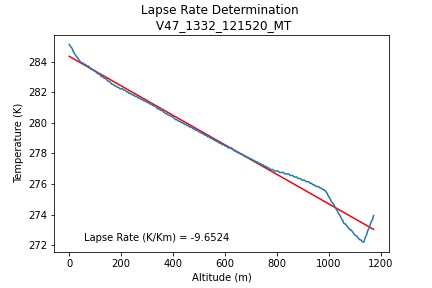 Lapse Rate Determination
V47_1332_121520_MT
284
282
280
278
276
274
272
Temperature (K)
Lapse Rate (K/Km) = -9.6524
0 200 400 600 800 1000 1200
Altitude (m)